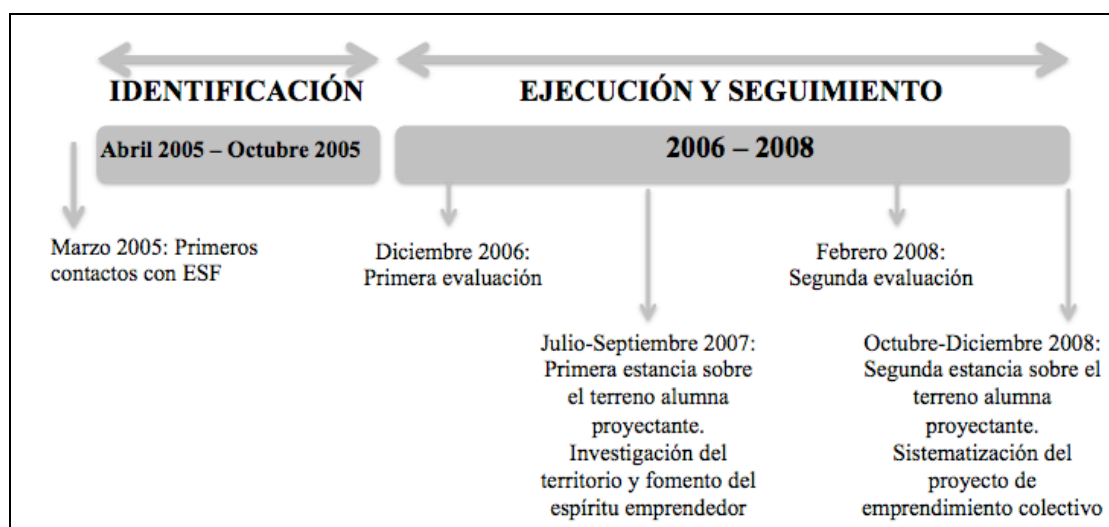 IDENTIFICACIÓN
EJECUCIÓN Y SEGUIMIENTO
Abril 2005 – Octubre 2005
2006 – 2008
Marzo 2005: Primeros
contactos con ESF
Diciembre 2006:
Primera evaluación
Febrero 2008:
Segunda evaluación
Julio-Septiembre 2007:
Primera estancia sobre
el terreno alumna
proyectante.
Investigación del
territorio y fomento del
espíritu emprendedor
Octubre-Diciembre 2008:
Segunda estancia sobre el
terreno alumna
proyectante.
Sistematización del
proyecto de
emprendimiento colectivo